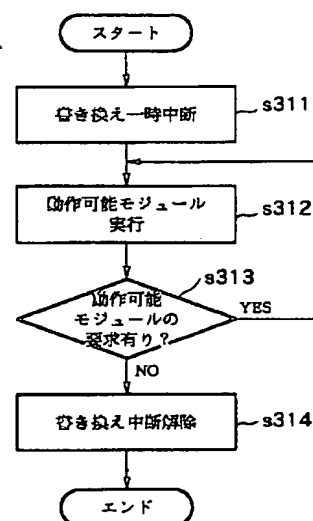 スタート
書き換え一時中断
s311
動作可能モジュール
実行
s312
動作可能
モジュールの
要求有り？
s313
YES
NO
書き換え中断解除
s314
エンド